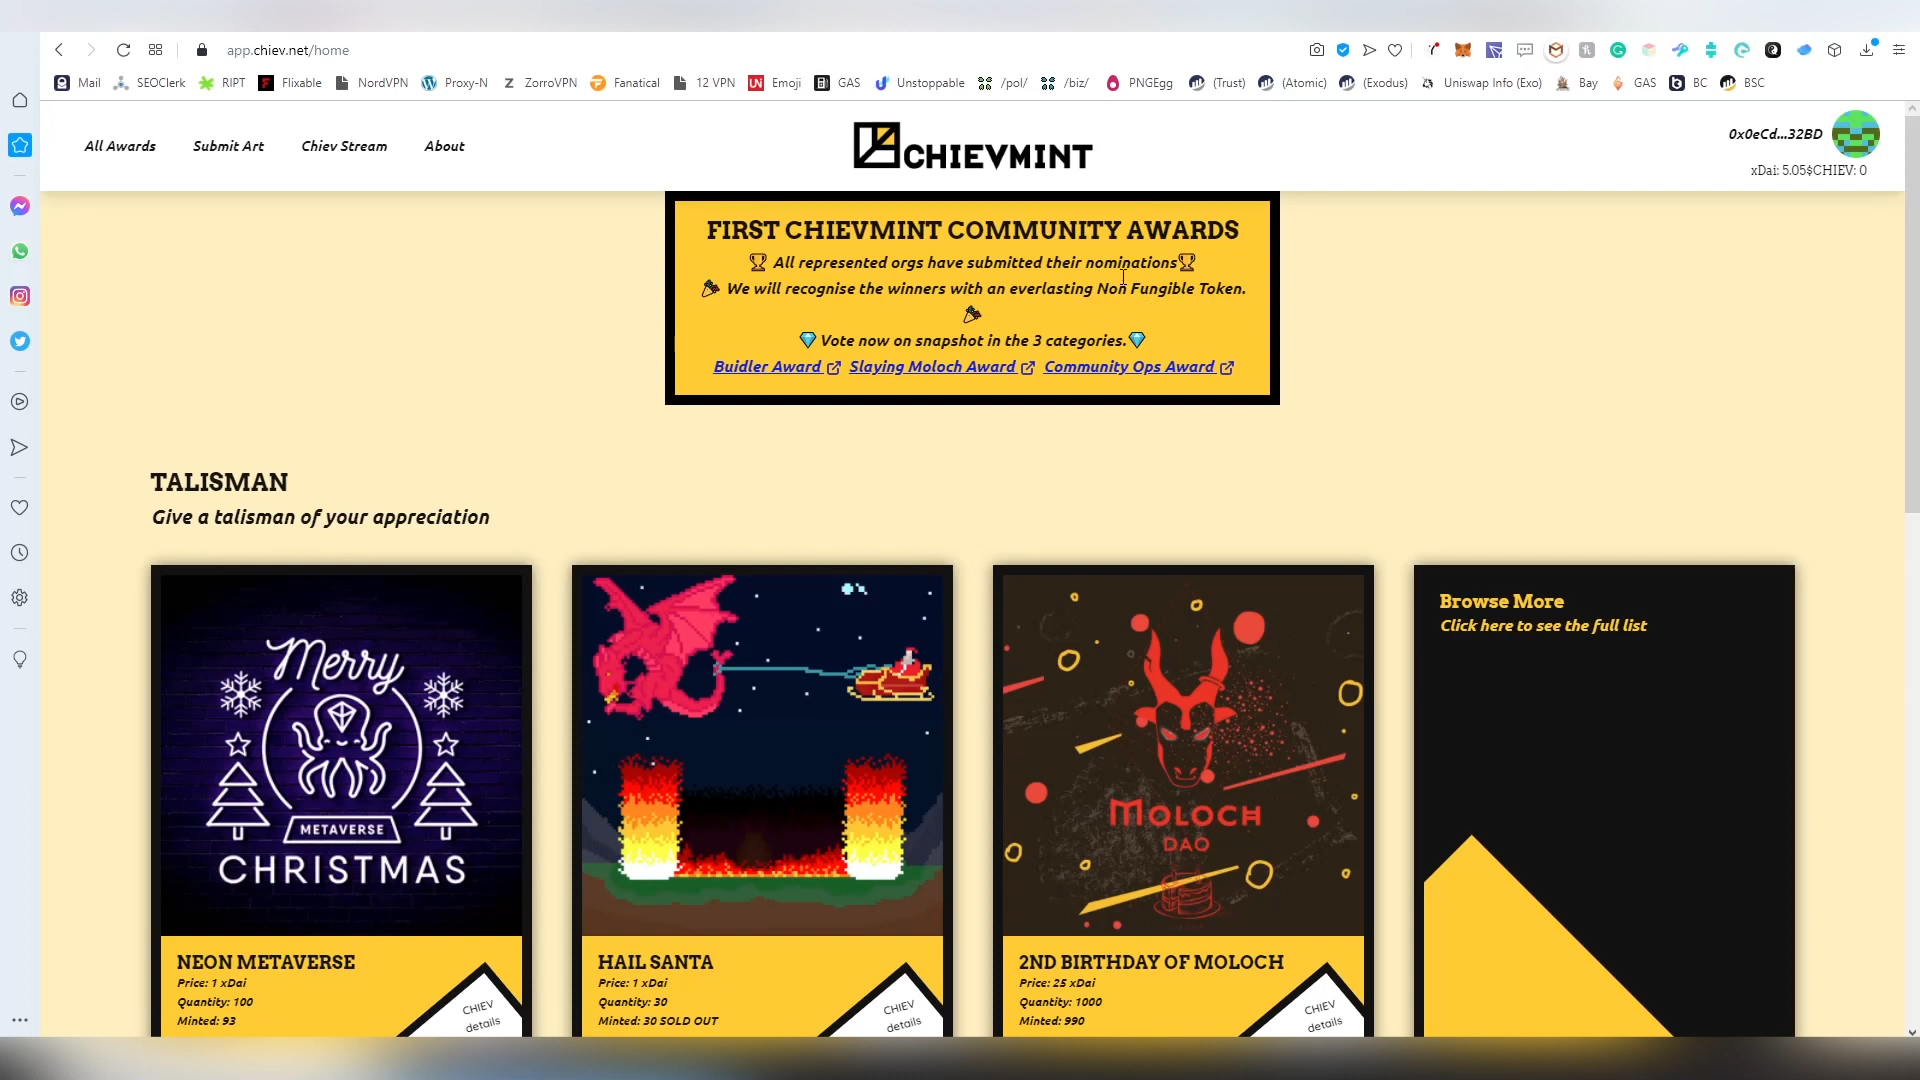 app.chiev.net/home
Mail SEOClerk RIPT Flixable NordVPN Proxy-N ZorroVPN Fanatical 12 VPN Emoji GAS Unstoppable /pol/ /biz/ PNGEgg (Trust) (Atomic) (Exodus) Uniswap Info (Exo) Bay GAS BC BSC
All Awards Submit Art Chiev Stream About
CHIEVMINT
0x0eCd...32BD
xDai: 5.05$CHIEV: 0
FIRST CHIEVMINT COMMUNITY AWARDS
🏆 All represented orgs have submitted their nominations🏆
🎉 We will recognise the winners with an everlasting Non Fungible Token.
🎉
💎 Vote now on snapshot in the 3 categories.💎
Buidler Award Slaying Moloch Award Community Ops Award
TALISMAN
Give a talisman of your appreciation
Merry
METAVERSE
CHRISTMAS
NEON METAVERSE
Price: 1 xDai
Quantity: 100
Minted: 93
CHIEV
details
HAIL SANTA
Price: 1 xDai
Quantity: 30
Minted: 30 SOLD OUT
CHIEV
details
MOLOCH
DAO
2ND BIRTHDAY OF MOLOCH
Price: 25 xDai
Quantity: 1000
Minted: 990
CHIEV
details
Browse More
Click here to see the full list